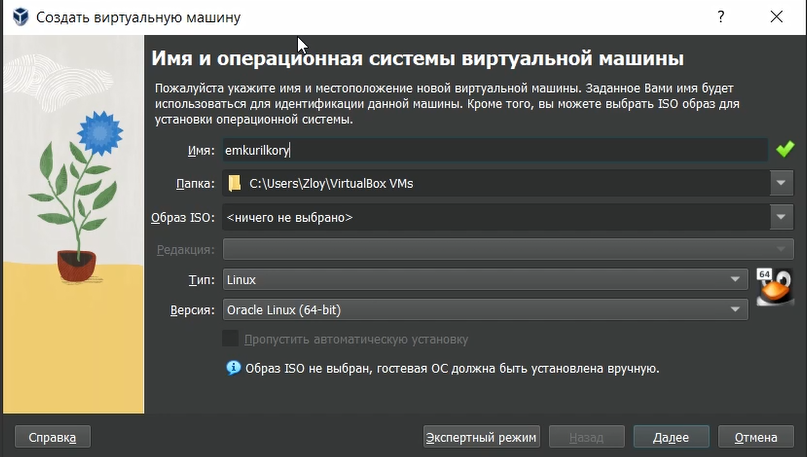 Создать виртуальную машину
?
Имя и операционная системы виртуальной машины
Пожалуйста укажите имя и местоположение новой виртуальной машины. Заданное Вами имя будет
использоваться для идентификации данной машины. Кроме того, вы можете выбрать ISO образ для
установки операционной системы.
Имя: emkurilkory
Папка: C:\Users\Zloy\VirtualBox VMs
Образ ISO: <ничего не выбрано>
Редакция:
Тип: Linux
64
Версия: Oracle Linux (64-bit)
Пропустить автоматическую установку
Образ ISO не выбран, гостевая ОС должна быть установлена вручную.
Справка Экспертный режим Назад Далее Отмена